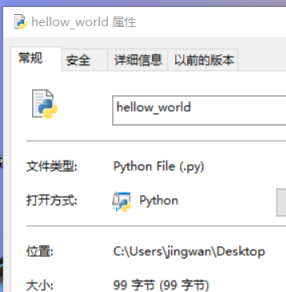 hellow_world 属性
常规 安全 详细信息 以前的版本
hellow_world
文件类型: Python File (.py)
打开方式: Python
位置: C:\Users\jingwan\Desktop
大小: 99 字节 (99 字节)